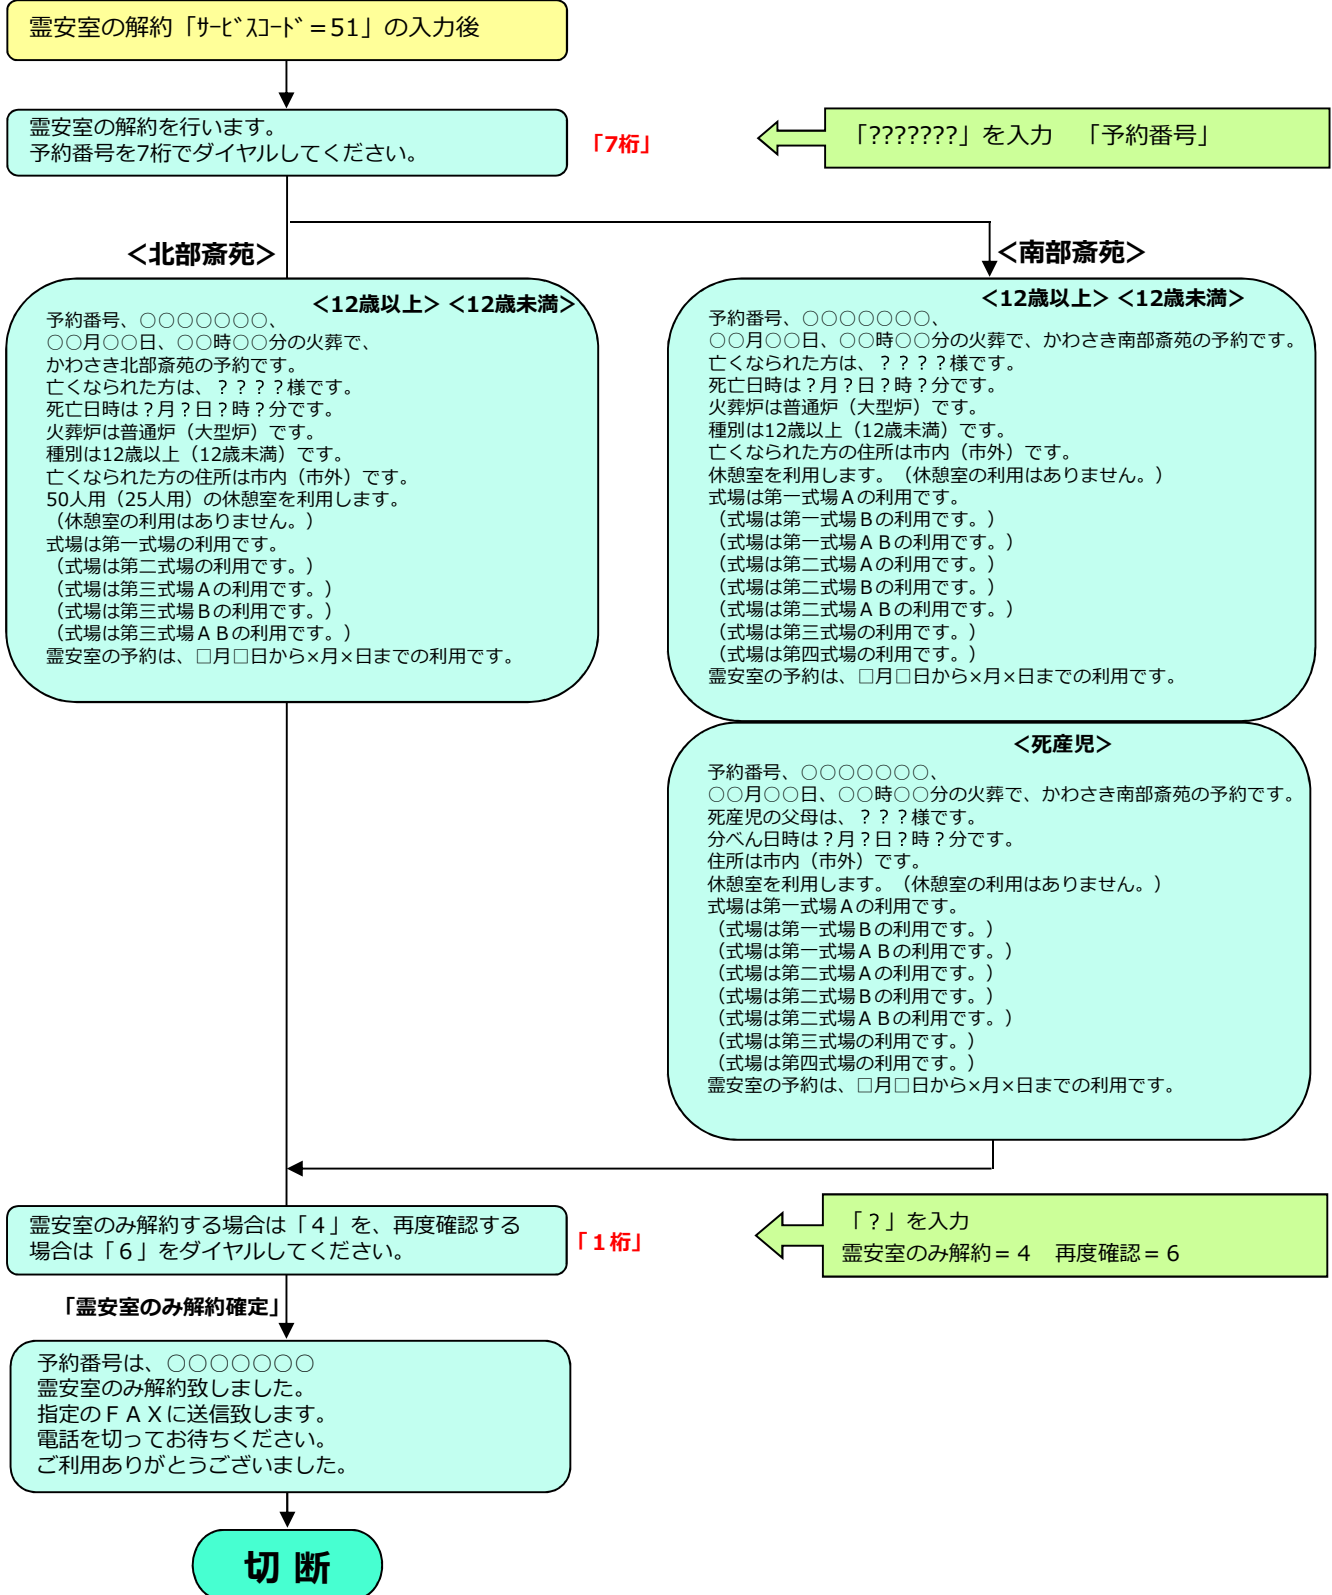 霊安室の解約「ｻｰﾋﾞｽｺｰﾄﾞ＝51」の入力後
霊安室の解約を行います。
予約番号を7桁でダイヤルしてください。
「7桁」
「???????」を入力　「予約番号」
＜北部斎苑＞
＜12歳以上＞＜12歳未満＞
予約番号、○○○○○○○、
○○月○○日、○○時○○分の火葬で、
かわさき北部斎苑の予約です。
亡くなられた方は、？？？？様です。
死亡日時は？月？日？時？分です。
火葬炉は普通炉（大型炉）です。
種別は12歳以上（12歳未満）です。
亡くなられた方の住所は市内（市外）です。
50人用（25人用）の休憩室を利用します。
（休憩室の利用はありません。）
式場は第一式場の利用です。
（式場は第二式場の利用です。）
（式場は第三式場Ａの利用です。）
（式場は第三式場Ｂの利用です。）
（式場は第三式場ＡＢの利用です。）
霊安室の予約は、□月□日から×月×日までの利用です。
＜南部斎苑＞
＜12歳以上＞＜12歳未満＞
予約番号、○○○○○○○、
○○月○○日、○○時○○分の火葬で、かわさき南部斎苑の予約です。
亡くなられた方は、？？？？様です。
死亡日時は？月？日？時？分です。
火葬炉は普通炉（大型炉）です。
種別は12歳以上（12歳未満）です。
亡くなられた方の住所は市内（市外）です。
休憩室を利用します。（休憩室の利用はありません。）
式場は第一式場Ａの利用です。
（式場は第一式場Ｂの利用です。）
（式場は第一式場ＡＢの利用です。）
（式場は第二式場Ａの利用です。）
（式場は第二式場Ｂの利用です。）
（式場は第二式場ＡＢの利用です。）
（式場は第三式場の利用です。）
（式場は第四式場の利用です。）
霊安室の予約は、□月□日から×月×日までの利用です。
＜死産児＞
予約番号、○○○○○○○、
○○月○○日、○○時○○分の火葬で、かわさき南部斎苑の予約です。
死産児の父母は、？？？様です。
分べん日時は？月？日？時？分です。
住所は市内（市外）です。
休憩室を利用します。（休憩室の利用はありません。）
式場は第一式場Ａの利用です。
（式場は第一式場Ｂの利用です。）
（式場は第一式場ＡＢの利用です。）
（式場は第二式場Ａの利用です。）
（式場は第二式場Ｂの利用です。）
（式場は第二式場ＡＢの利用です。）
（式場は第三式場の利用です。）
（式場は第四式場の利用です。）
霊安室の予約は、□月□日から×月×日までの利用です。
霊安室のみ解約する場合は「４」を、再度確認する
場合は「６」をダイヤルしてください。
「１桁」
「？」を入力
霊安室のみ解約＝４　再度確認＝６
「霊安室のみ解約確定」
予約番号は、○○○○○○○
霊安室のみ解約致しました。
指定のＦＡＸに送信致します。
電話を切ってお待ちください。
ご利用ありがとうございました。
切 断